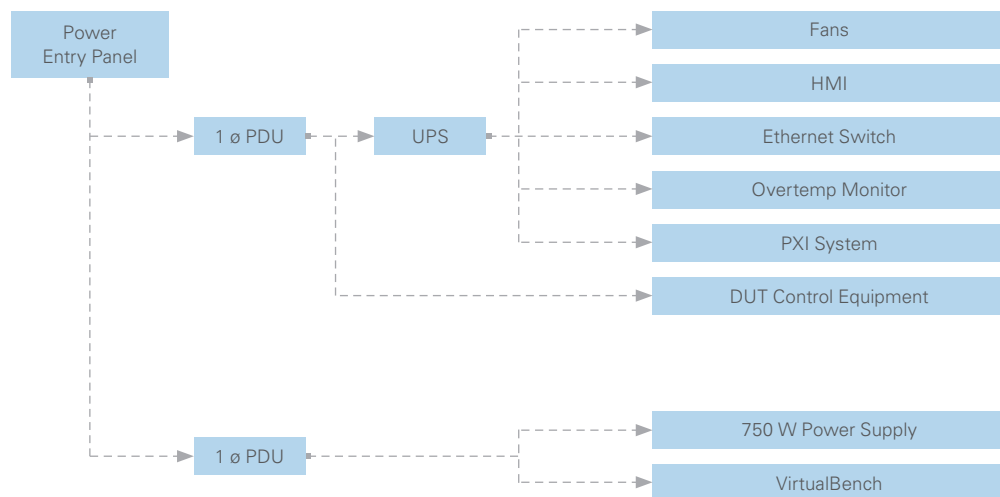 Power
Entry Panel
1 ø PDU
UPS
Fans
HMI
Ethernet Switch
Overtemp Monitor
PXI System
DUT Control Equipment
1 ø PDU
750 W Power Supply
VirtualBench